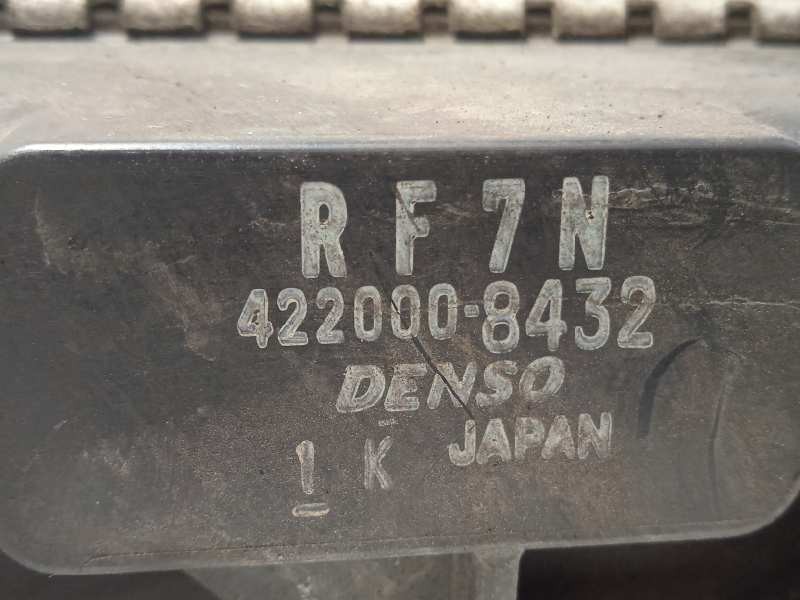 RF7N
422000-8432
DENSO
JAPAN
1 K